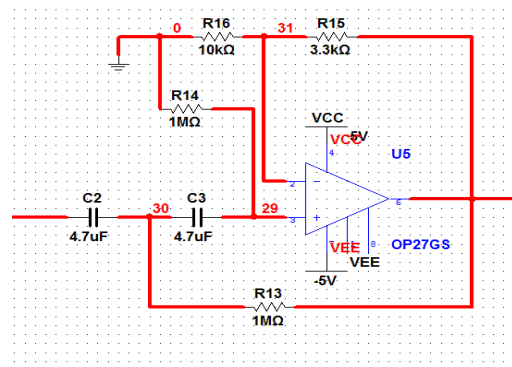 0
R16
10kΩ
31
R15
3.3kΩ
R14
1MΩ
VCC
VCC
5V
4
U5
2
6
C2
4.7uF
30
C3
4.7uF
29
3
7
8
OP27GS
VEE
VEE
-5V
R13
1MΩ